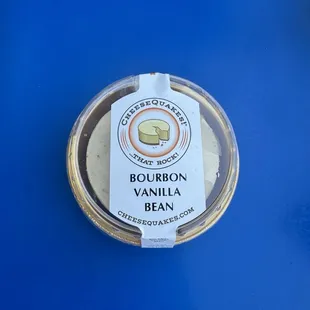 CHEESEQUAKES!
...THAT ROCK!
BOURBON
VANILLA
BEAN
CHEESEQUAKES.COM